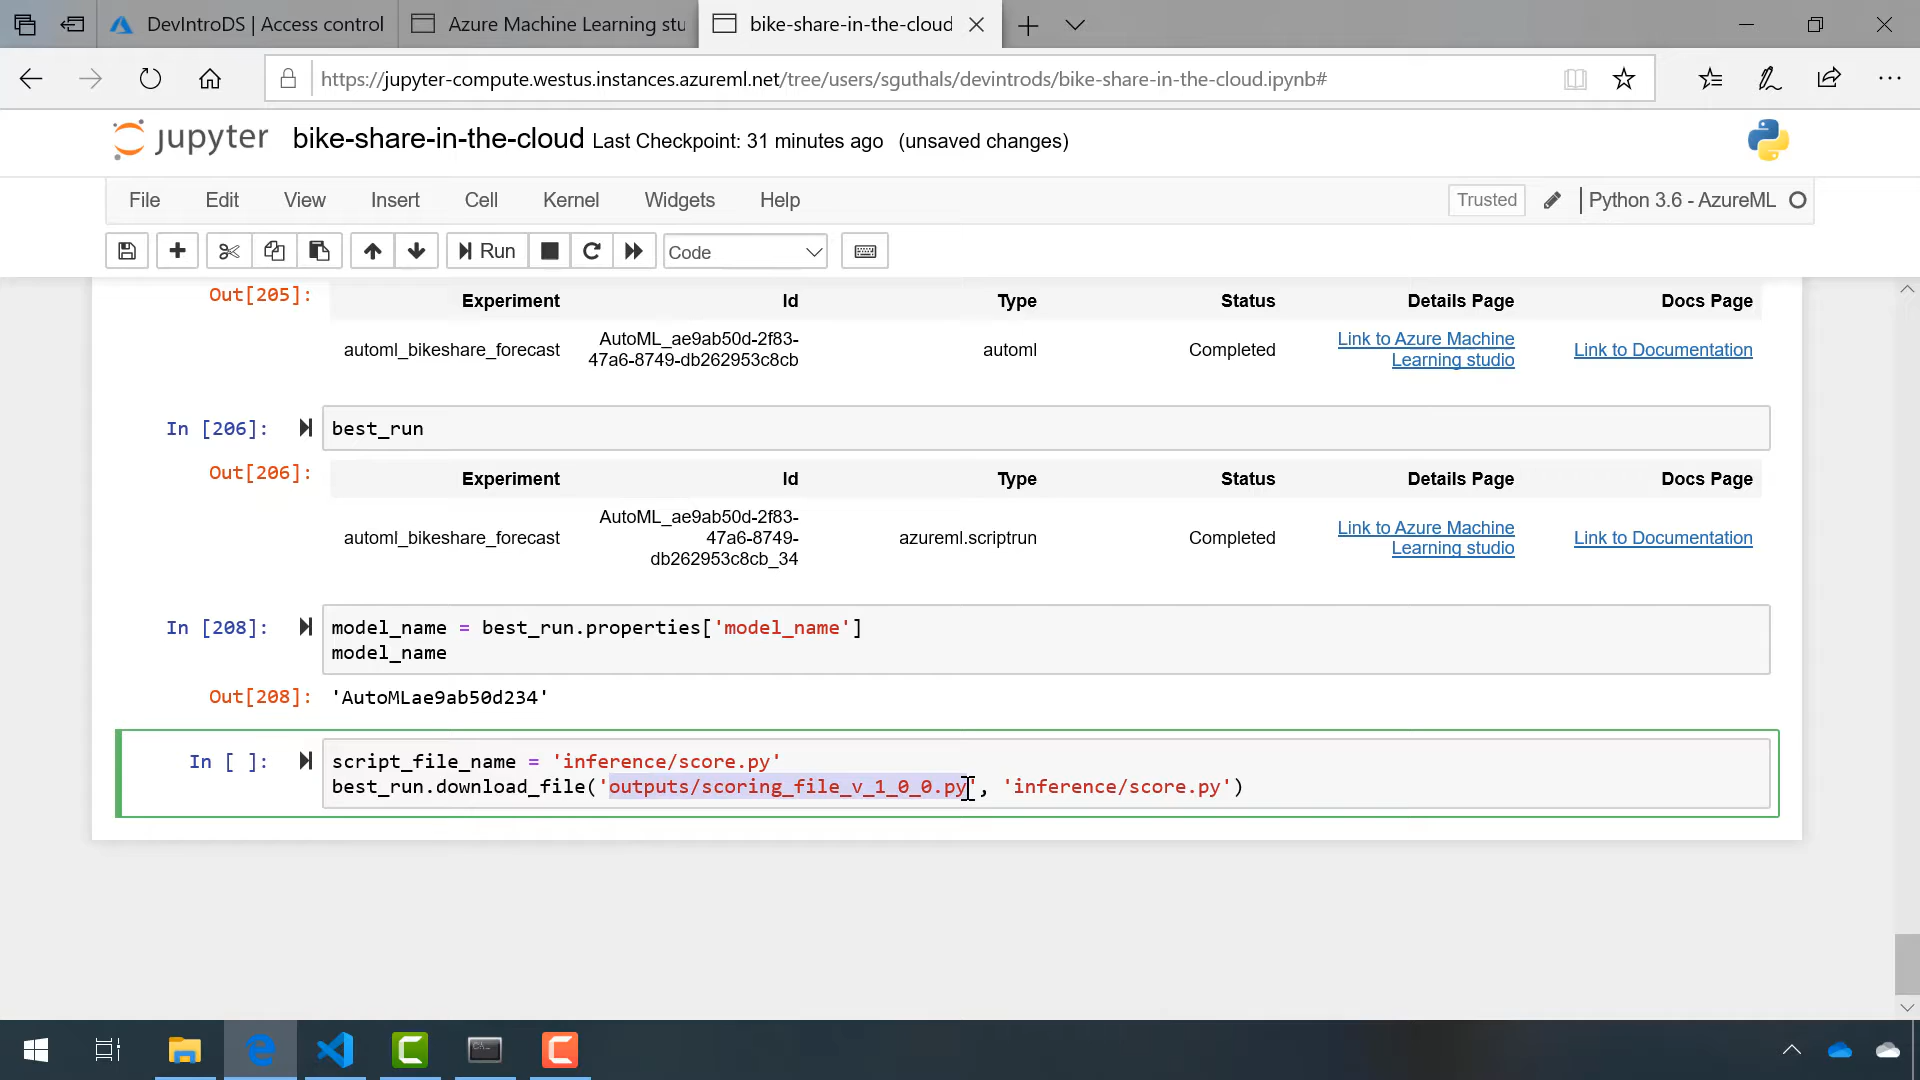 DevIntroDS | Access control
Azure Machine Learning stu
bike-share-in-the-cloud
https://jupyter-compute.westus.instances.azureml.net/tree/users/sguthals/devintrods/bike-share-in-the-cloud.ipynb#
jupyter bike-share-in-the-cloud Last Checkpoint: 31 minutes ago (unsaved changes)
File Edit View Insert Cell Kernel Widgets Help Trusted Python 3.6 - AzureML
Run Code
Out[205]: Experiment Id Type Status Details Page Docs Page
automl_bikeshare_forecast AutoML_ae9ab50d-2f83-47a6-8749-db262953c8cb automl Completed Link to Azure Machine Learning studio Link to Documentation
In [206]: best_run
Out[206]: Experiment Id Type Status Details Page Docs Page
automl_bikeshare_forecast AutoML_ae9ab50d-2f83-47a6-8749-db262953c8cb_34 azureml.scriptrun Completed Link to Azure Machine Learning studio Link to Documentation
In [208]: model_name = best_run.properties['model_name']
model_name
Out[208]: 'AutoMLae9ab50d234'
In [ ]: script_file_name = 'inference/score.py'
best_run.download_file('outputs/scoring_file_v_1_0_0.py', 'inference/score.py')